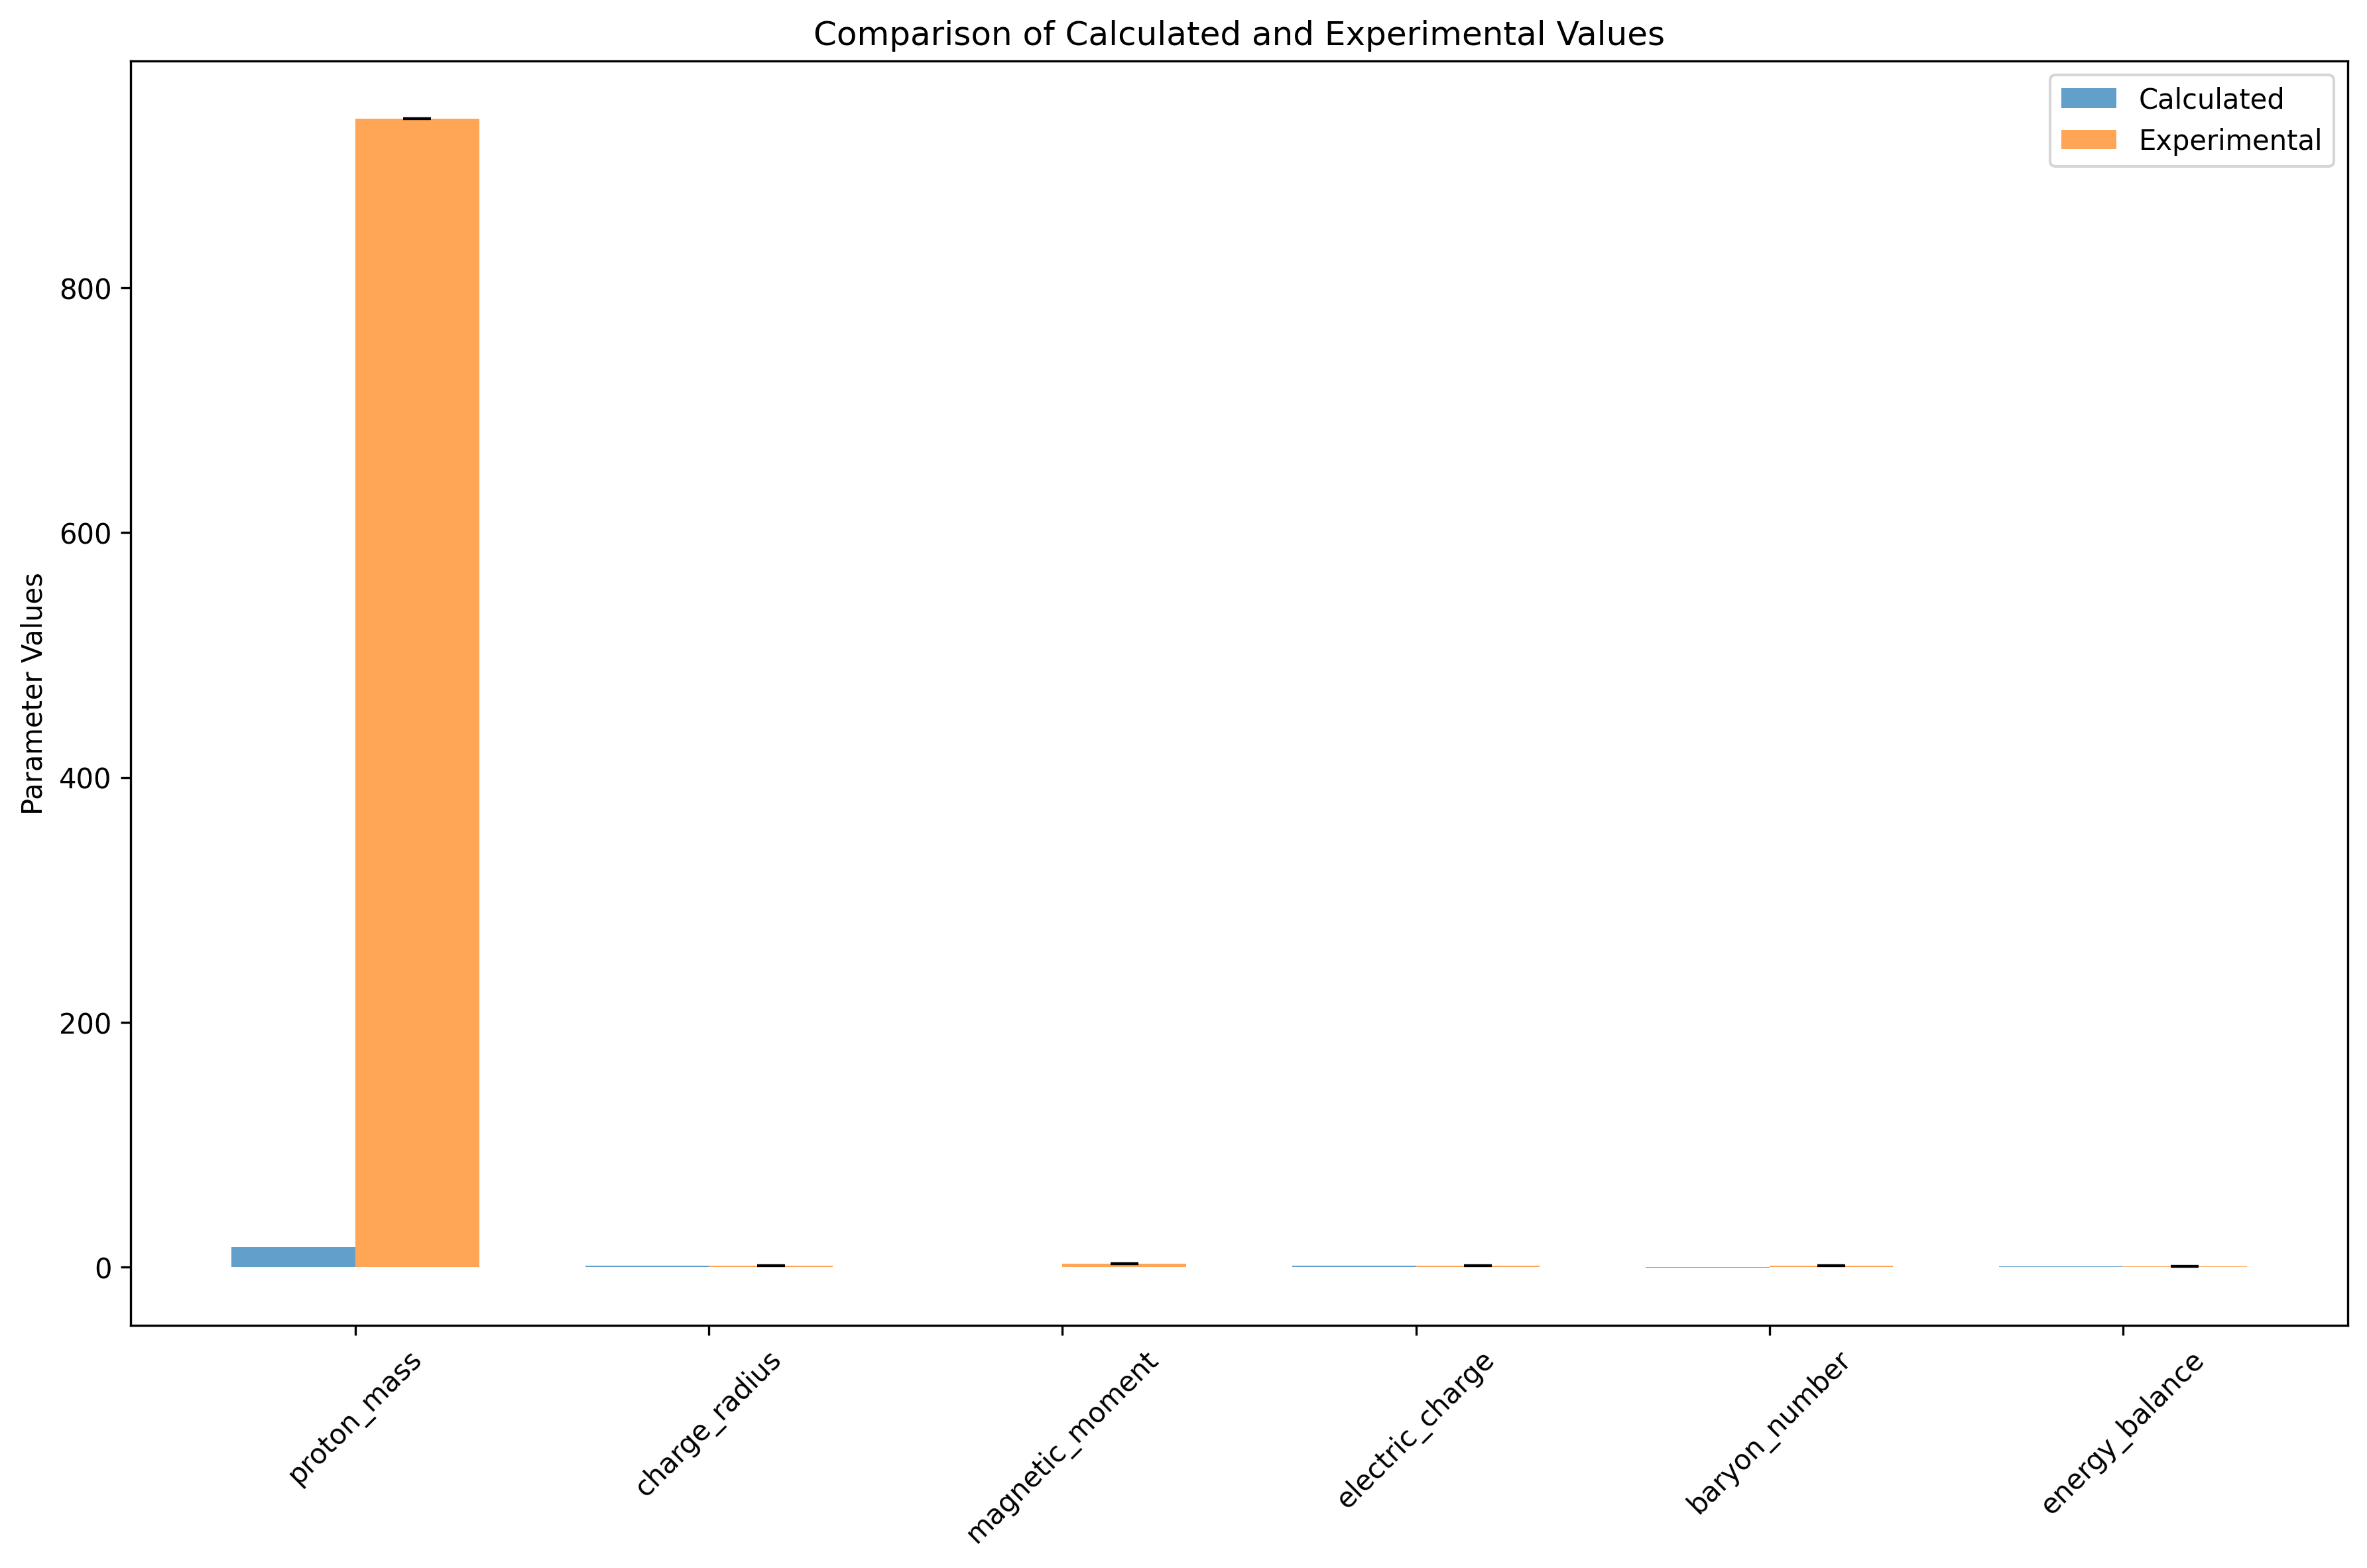 Comparison of Calculated and Experimental Values
Calculated
Experimental
Parameter Values
800
600
400
200
0
proton_mass
charge_radius
magnetic_moment
electric_charge
baryon_number
energy_balance